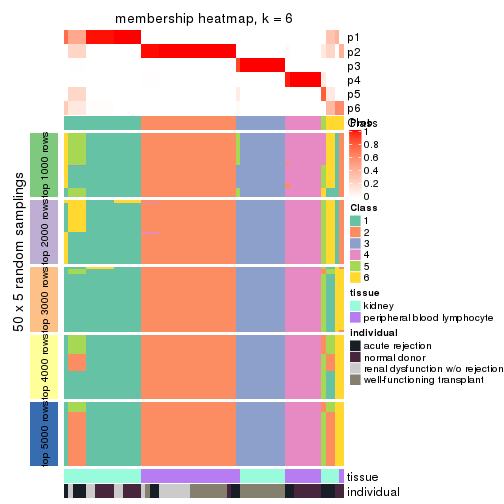 membership heatmap, k = 6
p1
p2
p3
p4
p5
p6
Class
Prob
1
0.8
0.6
0.4
0.2
0
Class
1
2
3
4
5
6
tissue
kidney
peripheral blood lymphocyte
individual
acute rejection
normal donor
renal dysfunction w/o rejection
well-functioning transplant
50 x 5 random samplings
top 1000 rows
top 2000 rows
top 3000 rows
top 4000 rows
top 5000 rows
tissue
individual